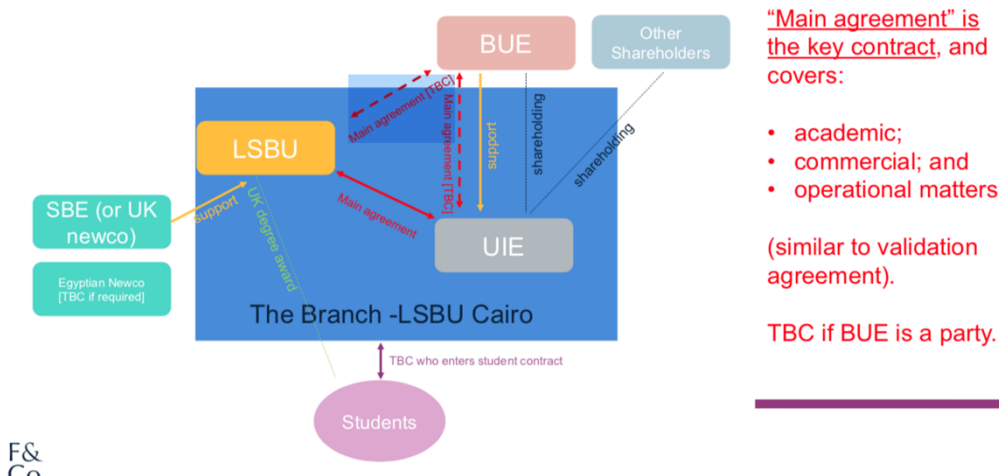 BUE
Other
Shareholders
Main agreement [TBC]
Main agreement [TBC]
support
shareholding
shareholding
LSBU
SBE (or UK
newco)
support
UK degree award
Main agreement
UIE
Egyptian Newco
[TBC if required]
The Branch -LSBU Cairo
TBC who enters student contract
Students
“Main agreement” is
the key contract, and
covers:
• academic;
• commercial; and
• operational matters
(similar to validation
agreement).
TBC if BUE is a party.
F&
Co